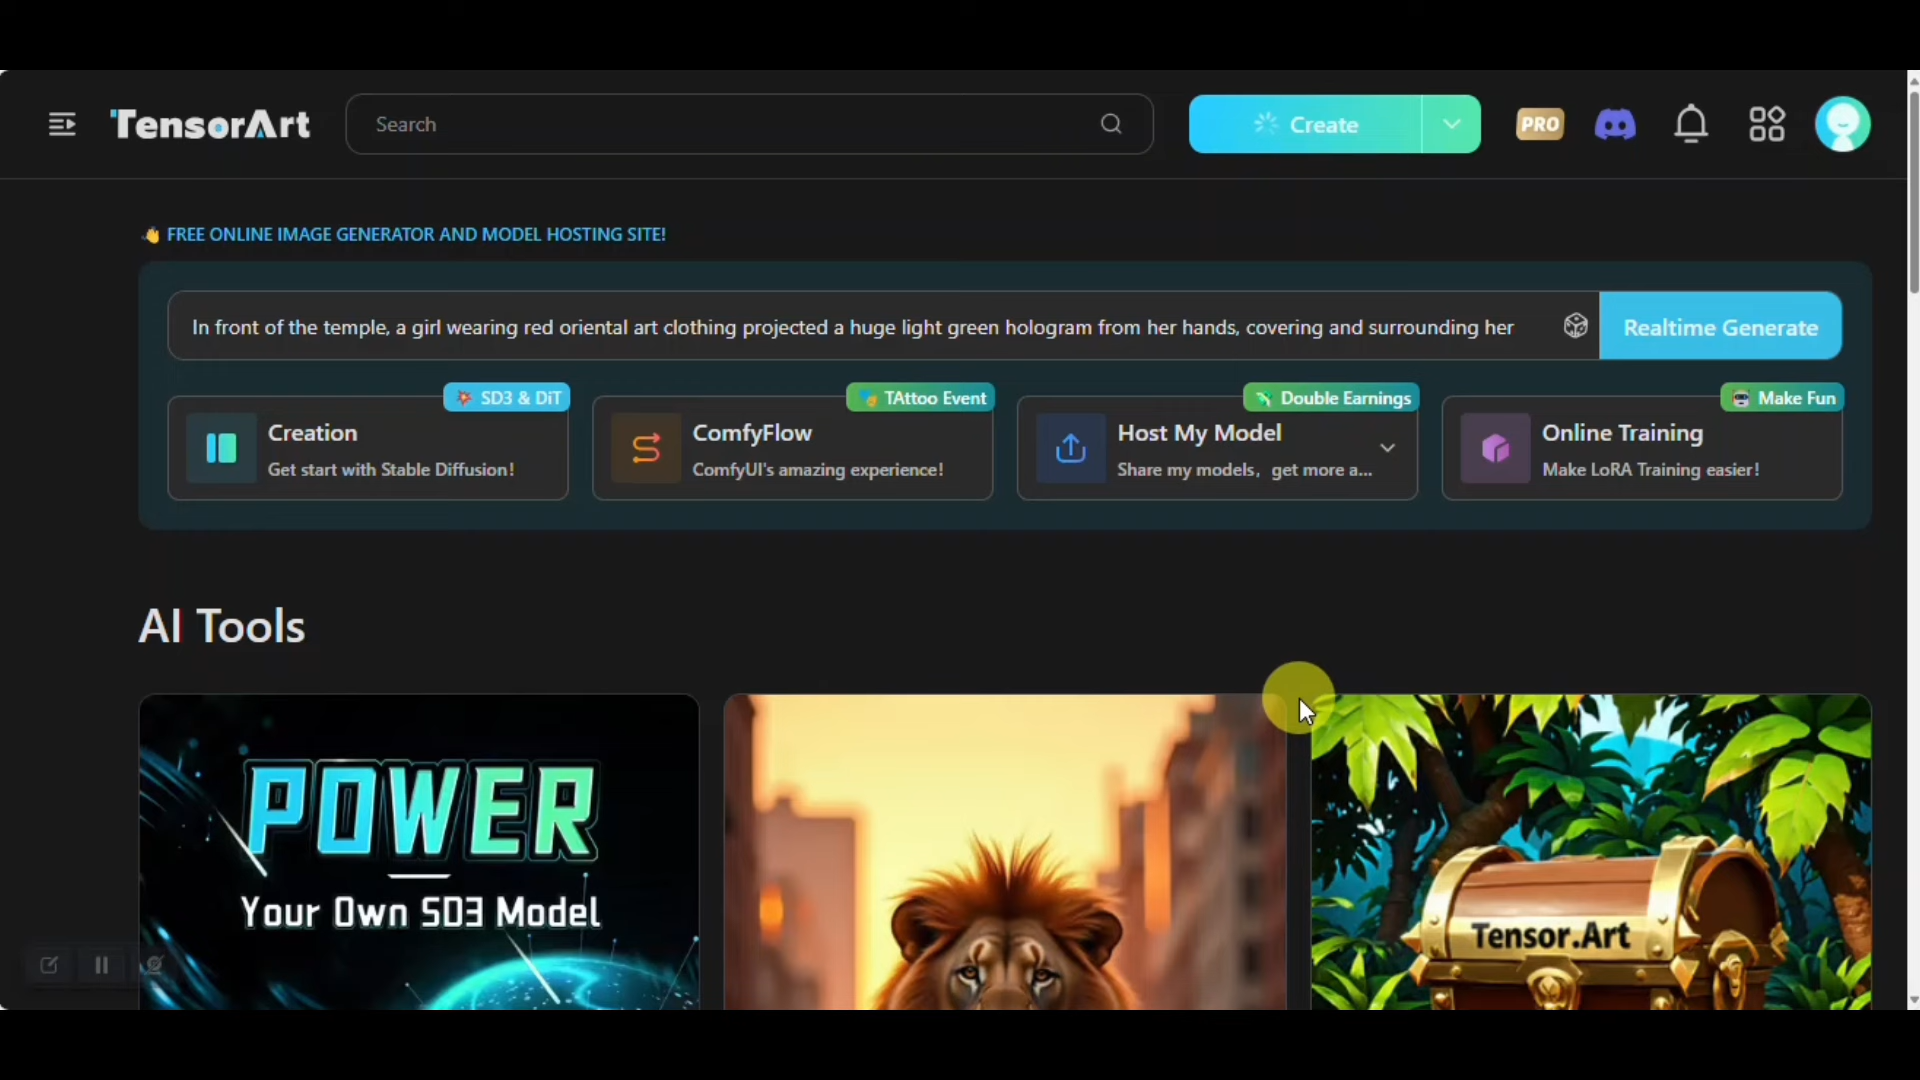 TensorArt
Search
Create
PRO
👋 FREE ONLINE IMAGE GENERATOR AND MODEL HOSTING SITE!
In front of the temple, a girl wearing red oriental art clothing projected a huge light green hologram from her hands, covering and surrounding her
Realtime Generate
SD3 & DiT
Creation
Get start with Stable Diffusion!
TAttoo Event
ComfyFlow
ComfyUI's amazing experience!
Double Earnings
Host My Model
Share my models, get more a...
Make Fun
Online Training
Make LoRA Training easier!
AI Tools
POWER
Your Own SD3 Model
Tensor.Art